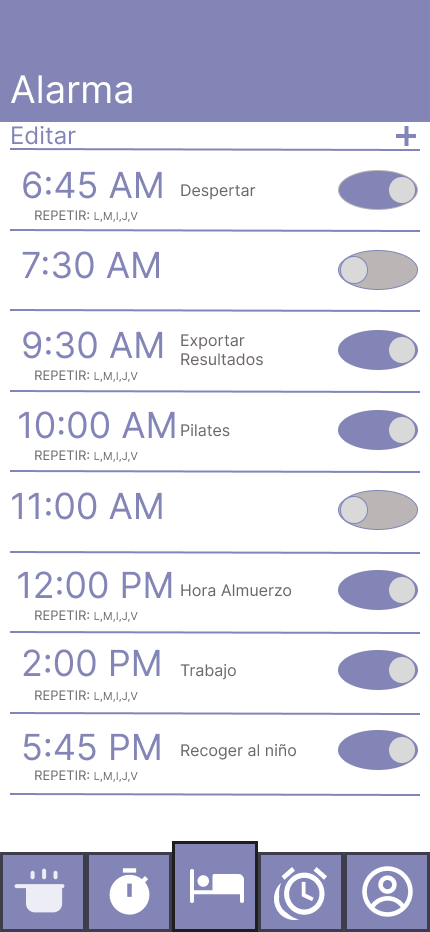 Alarma
Editar
6:45 AM Despertar
REPETIR: L,M,I,J,V
7:30 AM
9:30 AM Exportar
Resultados
REPETIR: L,M,I,J,V
10:00 AM Pilates
REPETIR: L,M,I,J,V
11:00 AM
12:00 PM Hora Almuerzo
REPETIR: L,M,I,J,V
2:00 PM Trabajo
REPETIR: L,M,I,J,V
5:45 PM Recoger al niño
REPETIR: L,M,I,J,V